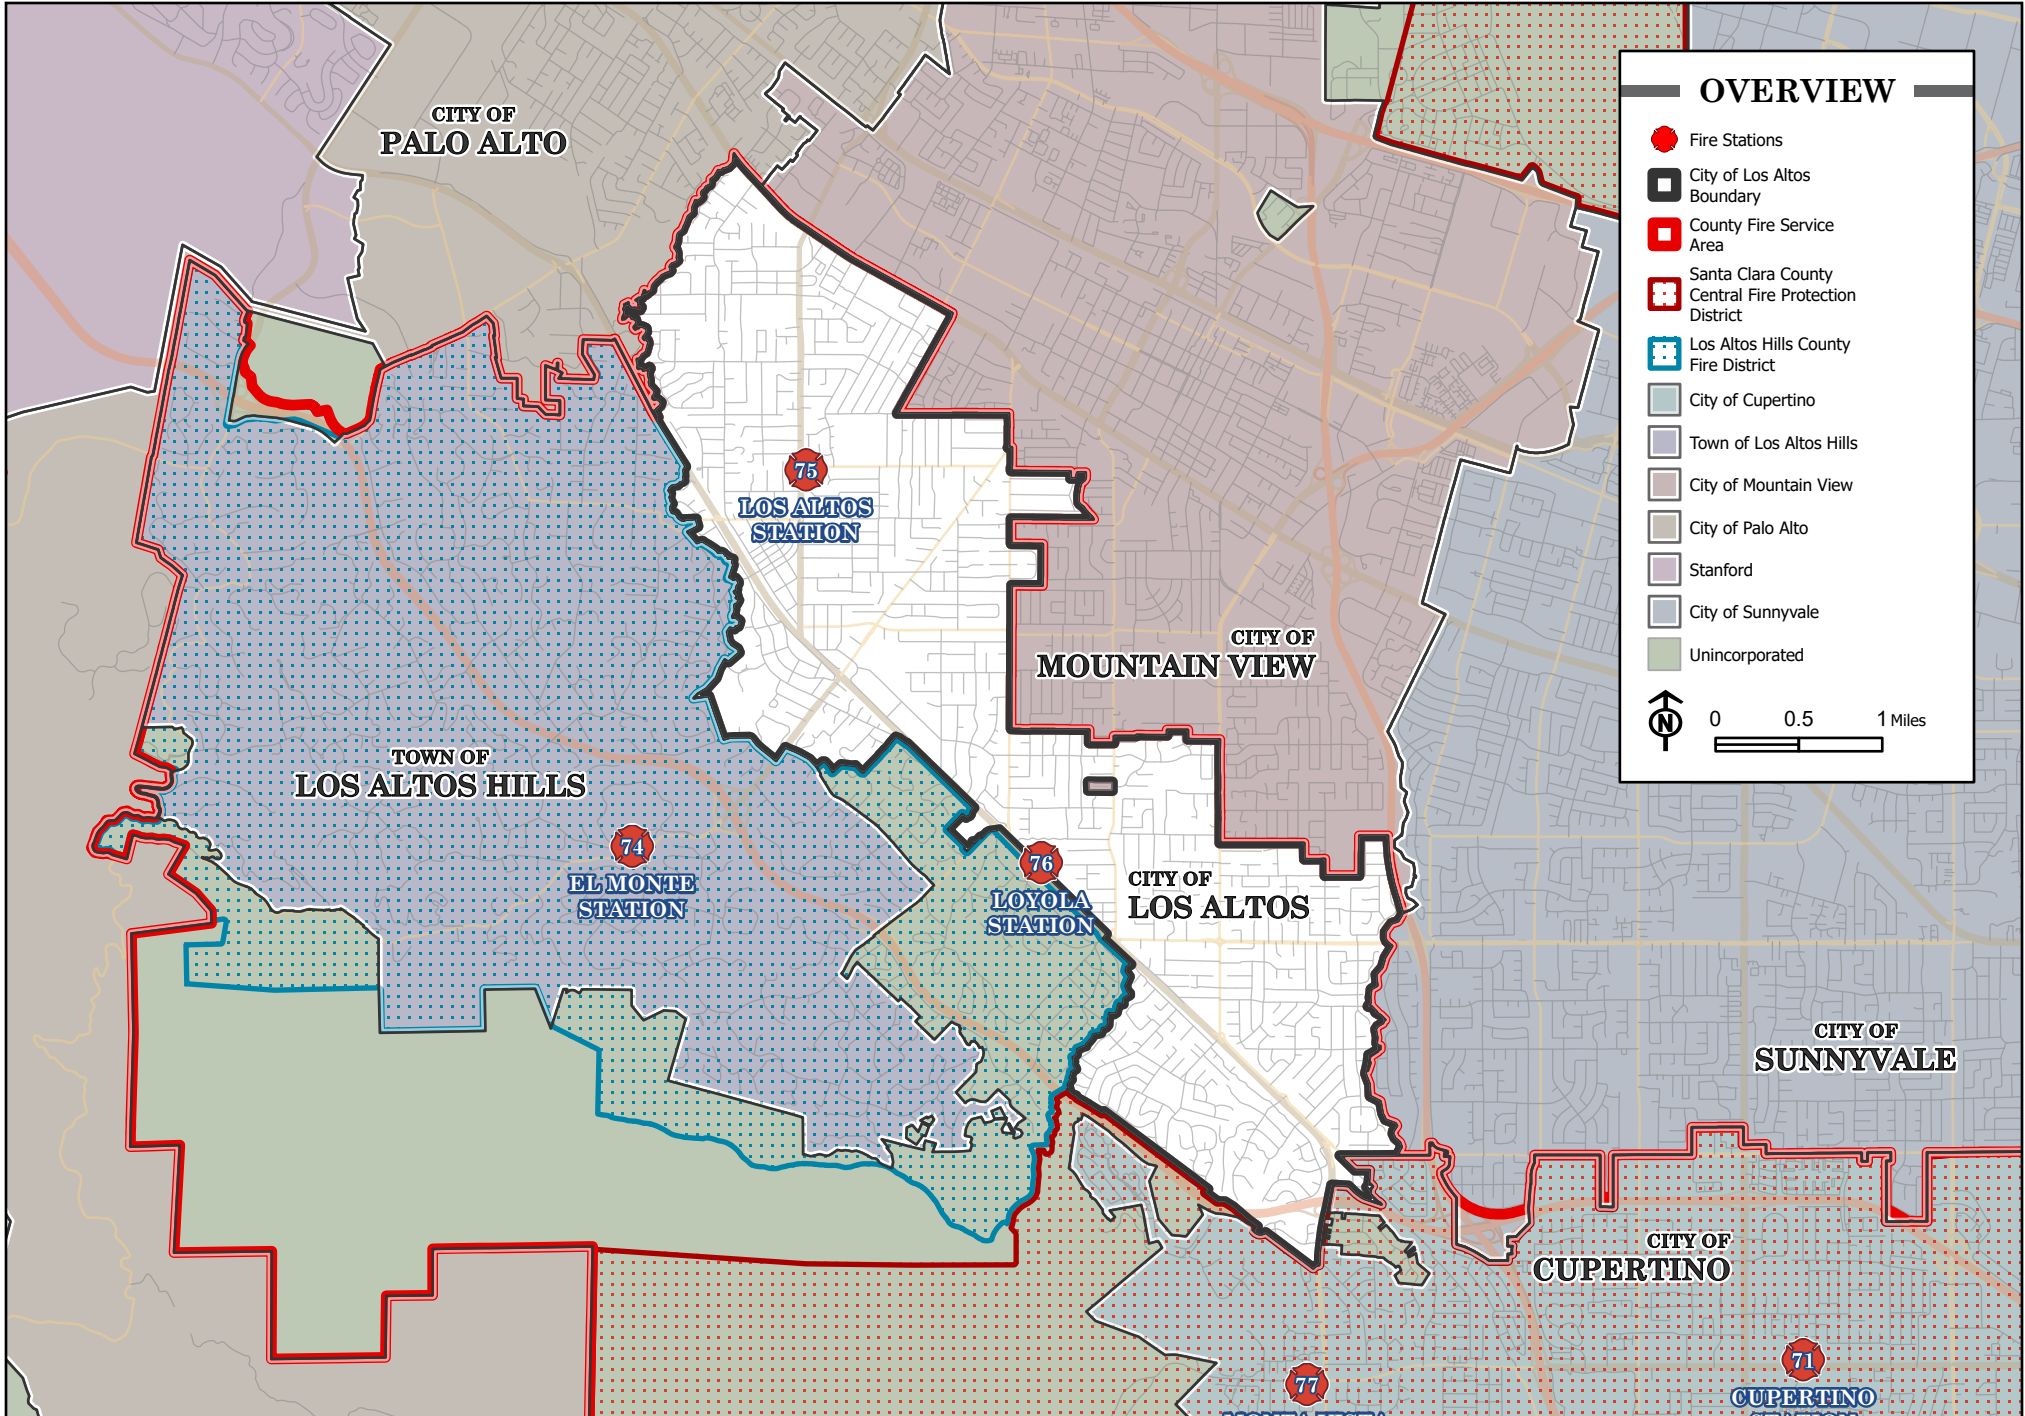 CITY OF
PALO ALTO
75
LOS ALTOS
STATION
CITY OF
MOUNTAIN VIEW
TOWN OF
LOS ALTOS HILLS
74
EL MONTE
STATION
76
LOYOLA
STATION
CITY OF
LOS ALTOS
CITY OF
SUNNYVALE
CITY OF
CUPERTINO
77
71
CUPERTINO
OVERVIEW
Fire Stations
City of Los Altos
Boundary
County Fire Service
Area
Santa Clara County
Central Fire Protection
District
Los Altos Hills County
Fire District
City of Cupertino
Town of Los Altos Hills
City of Mountain View
City of Palo Alto
Stanford
City of Sunnyvale
Unincorporated
N
0 0.5 1 Miles